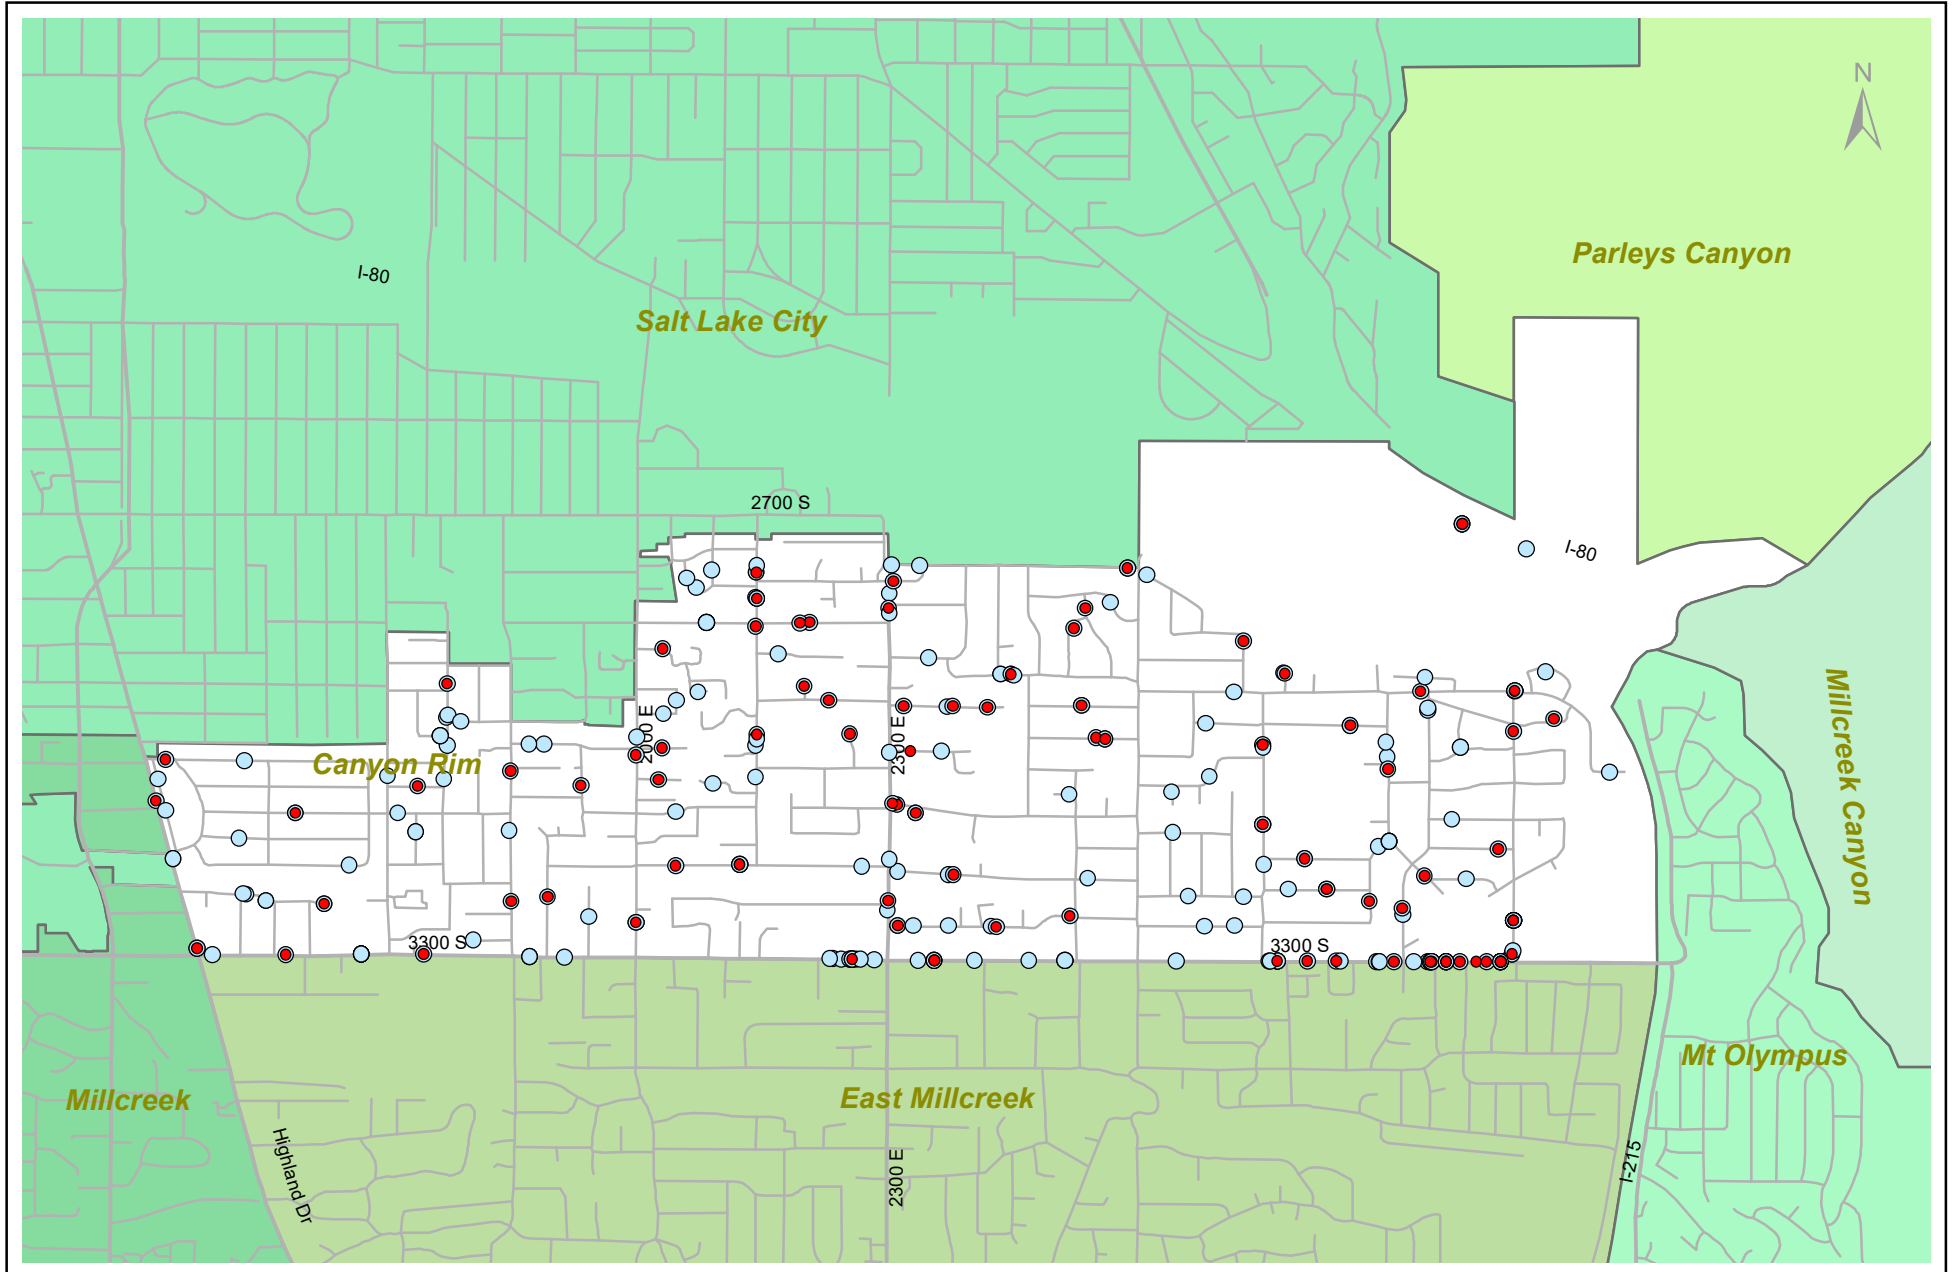 N
Parleys Canyon
I-80
Salt Lake City
2700 S
I-80
Canyon Rim
2000 E
2300 E
Millcreek Canyon
3300 S
3300 S
Mt Olympus
Millcreek
East Millcreek
Highland Dr
2300 E
I-215